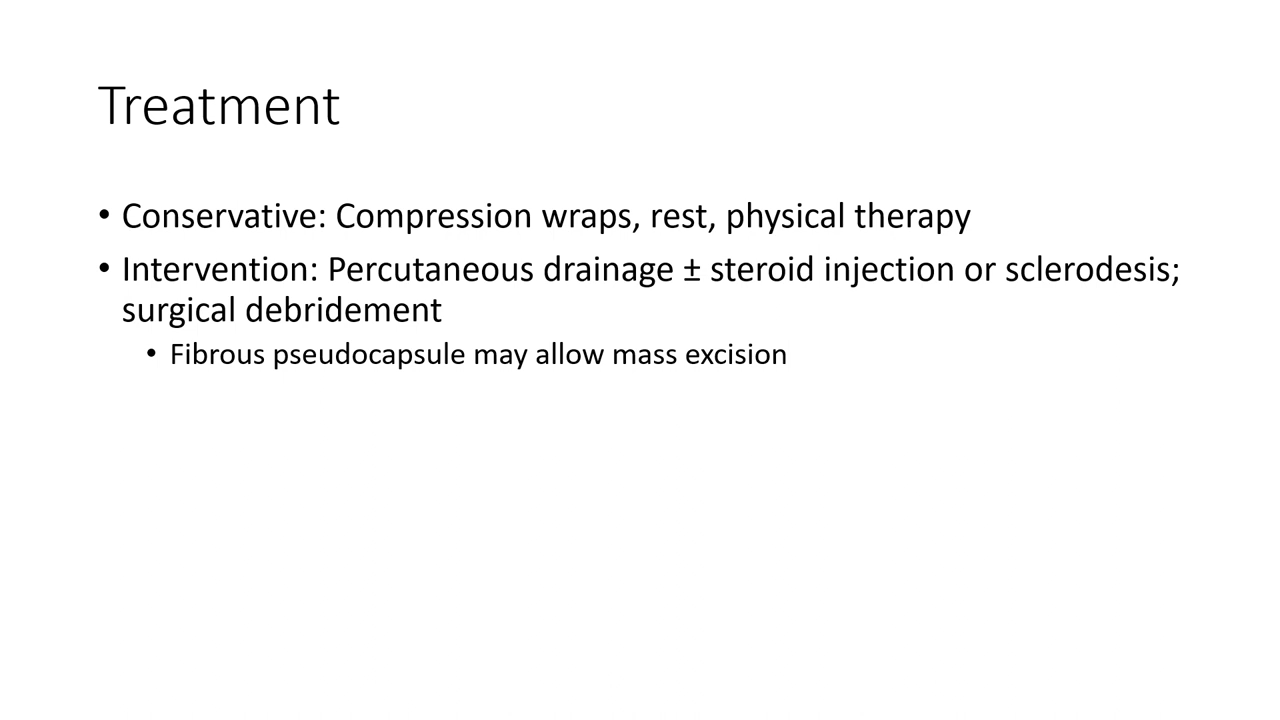 Treatment
• Conservative: Compression wraps, rest, physical therapy
• Intervention: Percutaneous drainage ± steroid injection or sclerodesis;
surgical debridement
• Fibrous pseudocapsule may allow mass excision